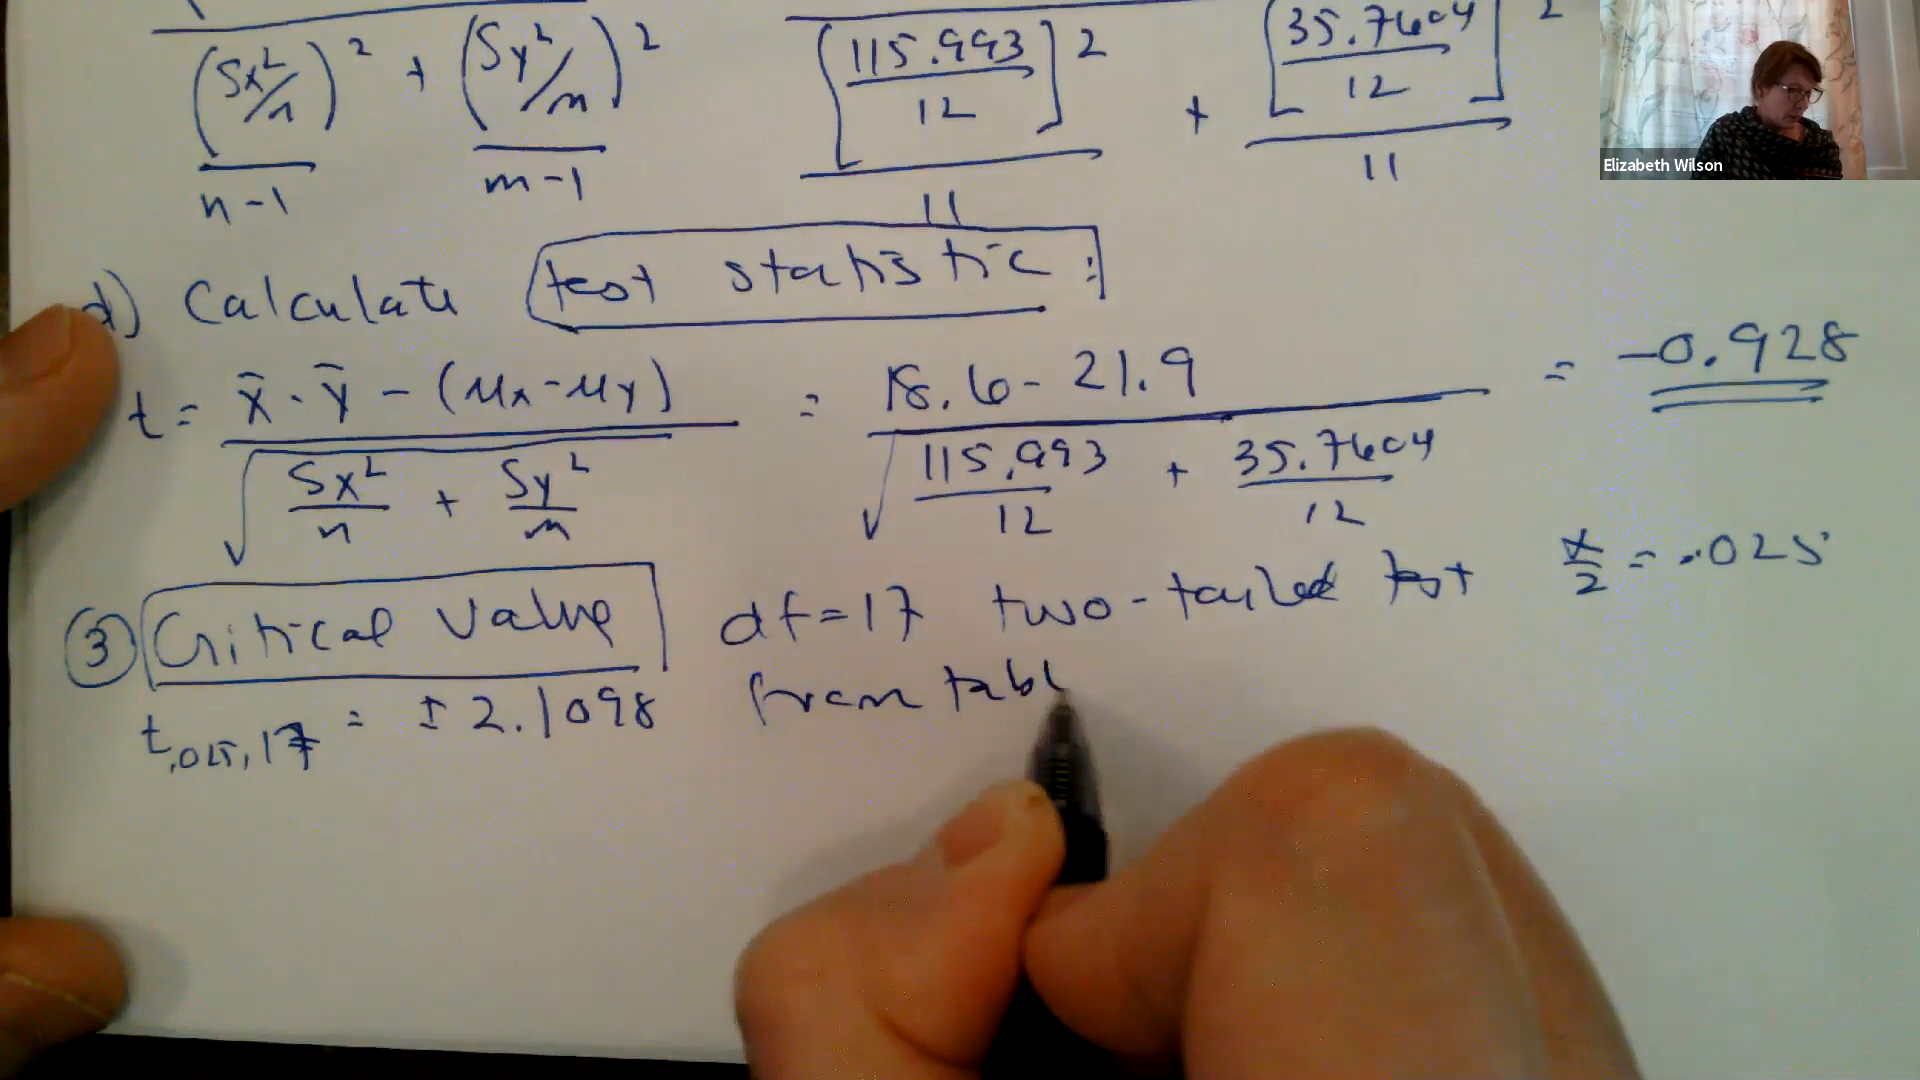 (Sx²/n)² + (Sy²/m)² [115.993/12]² + [35.7604/12]²
n-1 m-1 11 11
Elizabeth Wilson
d) Calculate test statistic :
t = x̄ - ȳ - (μx-μy) = 18.6 - 21.9 = -0.928
√ Sx²/n + Sy²/m √ 115.993/12 + 35.7604/12
③ Critical Value df=17 two-tailed test α/2 = .025
t.025,17 = ± 2.1098 from tabl